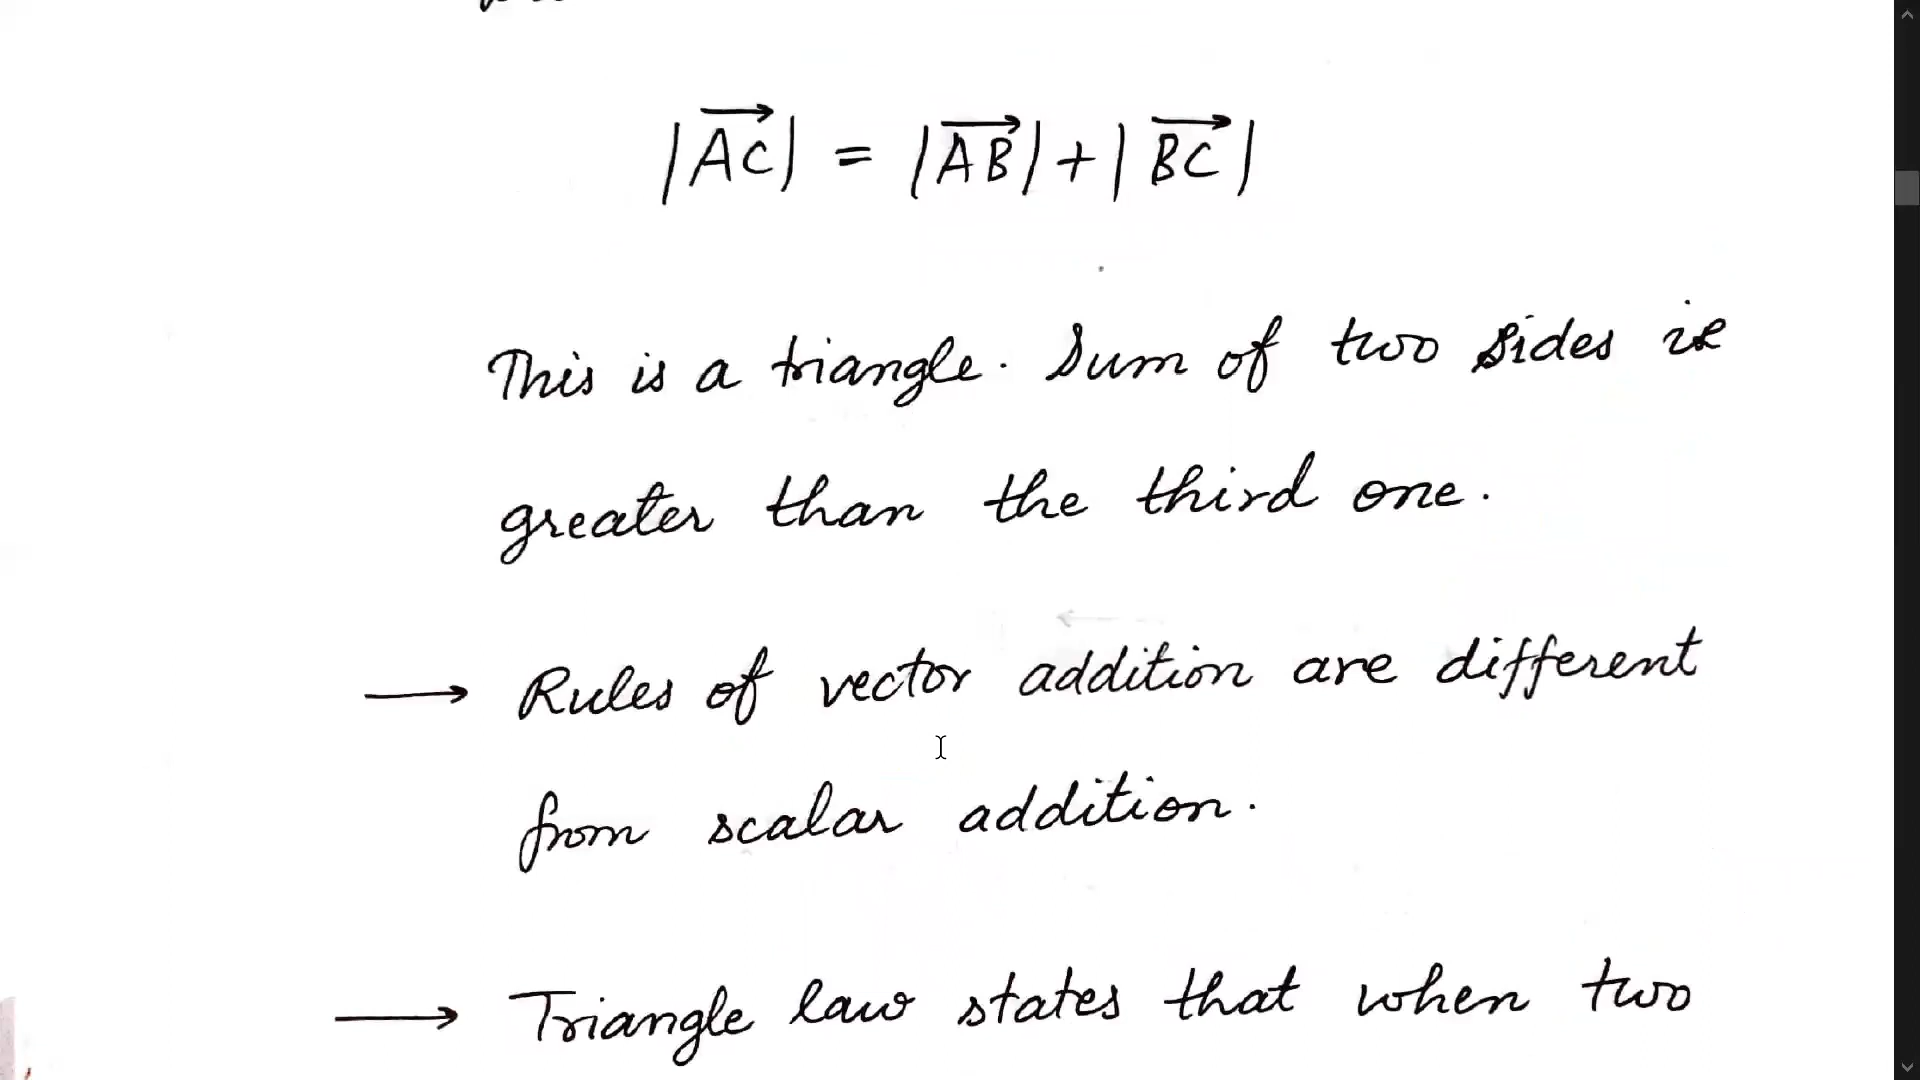 |AC| = |AB| + |BC|
This is a triangle. Sum of two sides is
greater than the third one.
→ Rules of vector addition are different
from scalar addition.
→ Triangle law states that when two